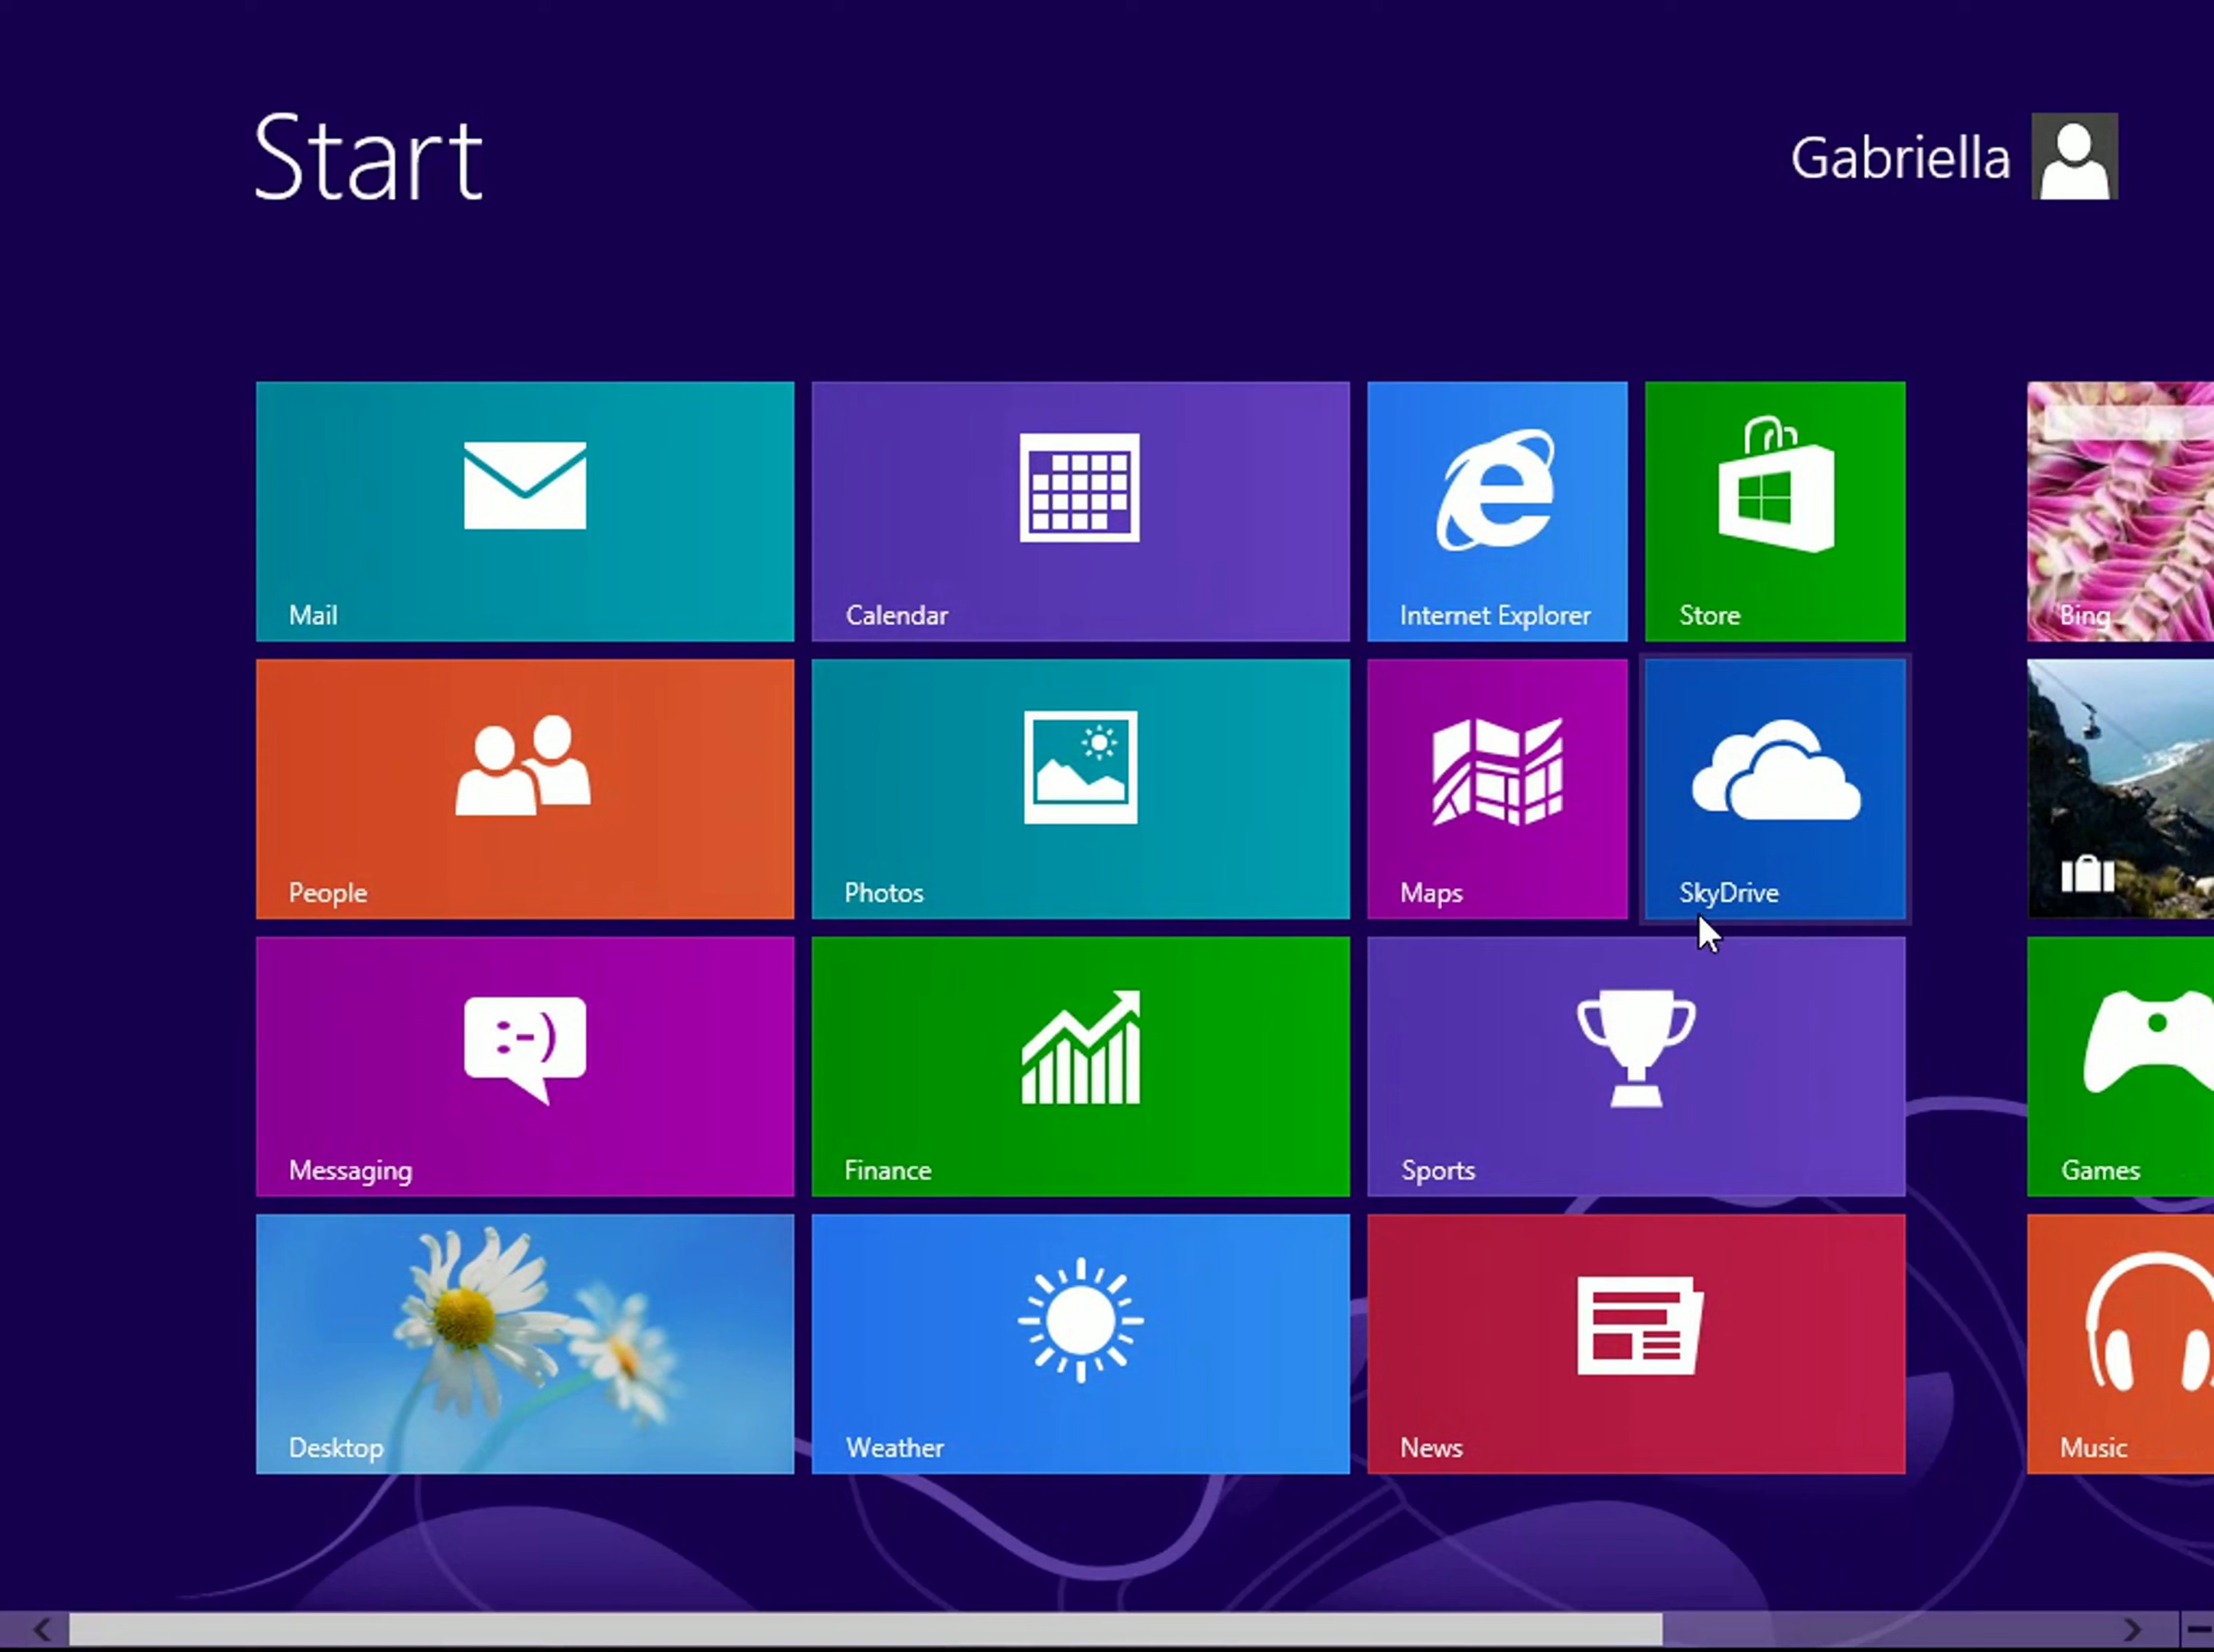 Start
Gabriella
Mail
Calendar
Internet Explorer
Store
Bing
People
Photos
Maps
SkyDrive
:-)
Messaging
Finance
Sports
Games
Desktop
Weather
News
Music